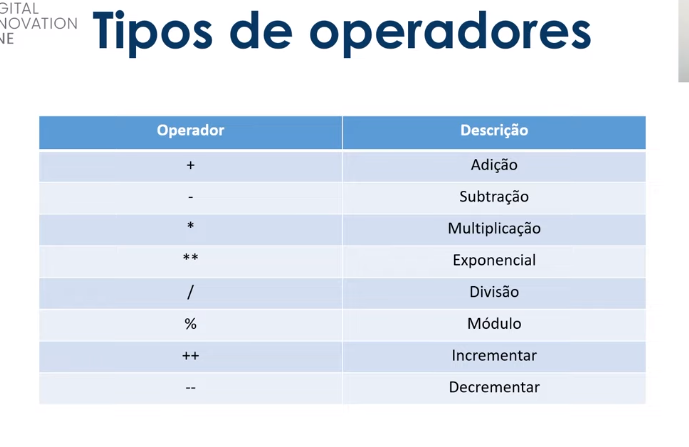 GITAL
NOVATION
NE
Tipos de operadores
Operador Descrição
+ Adição
- Subtração
* Multiplicação
** Exponencial
/ Divisão
% Módulo
++ Incrementar
-- Decrementar